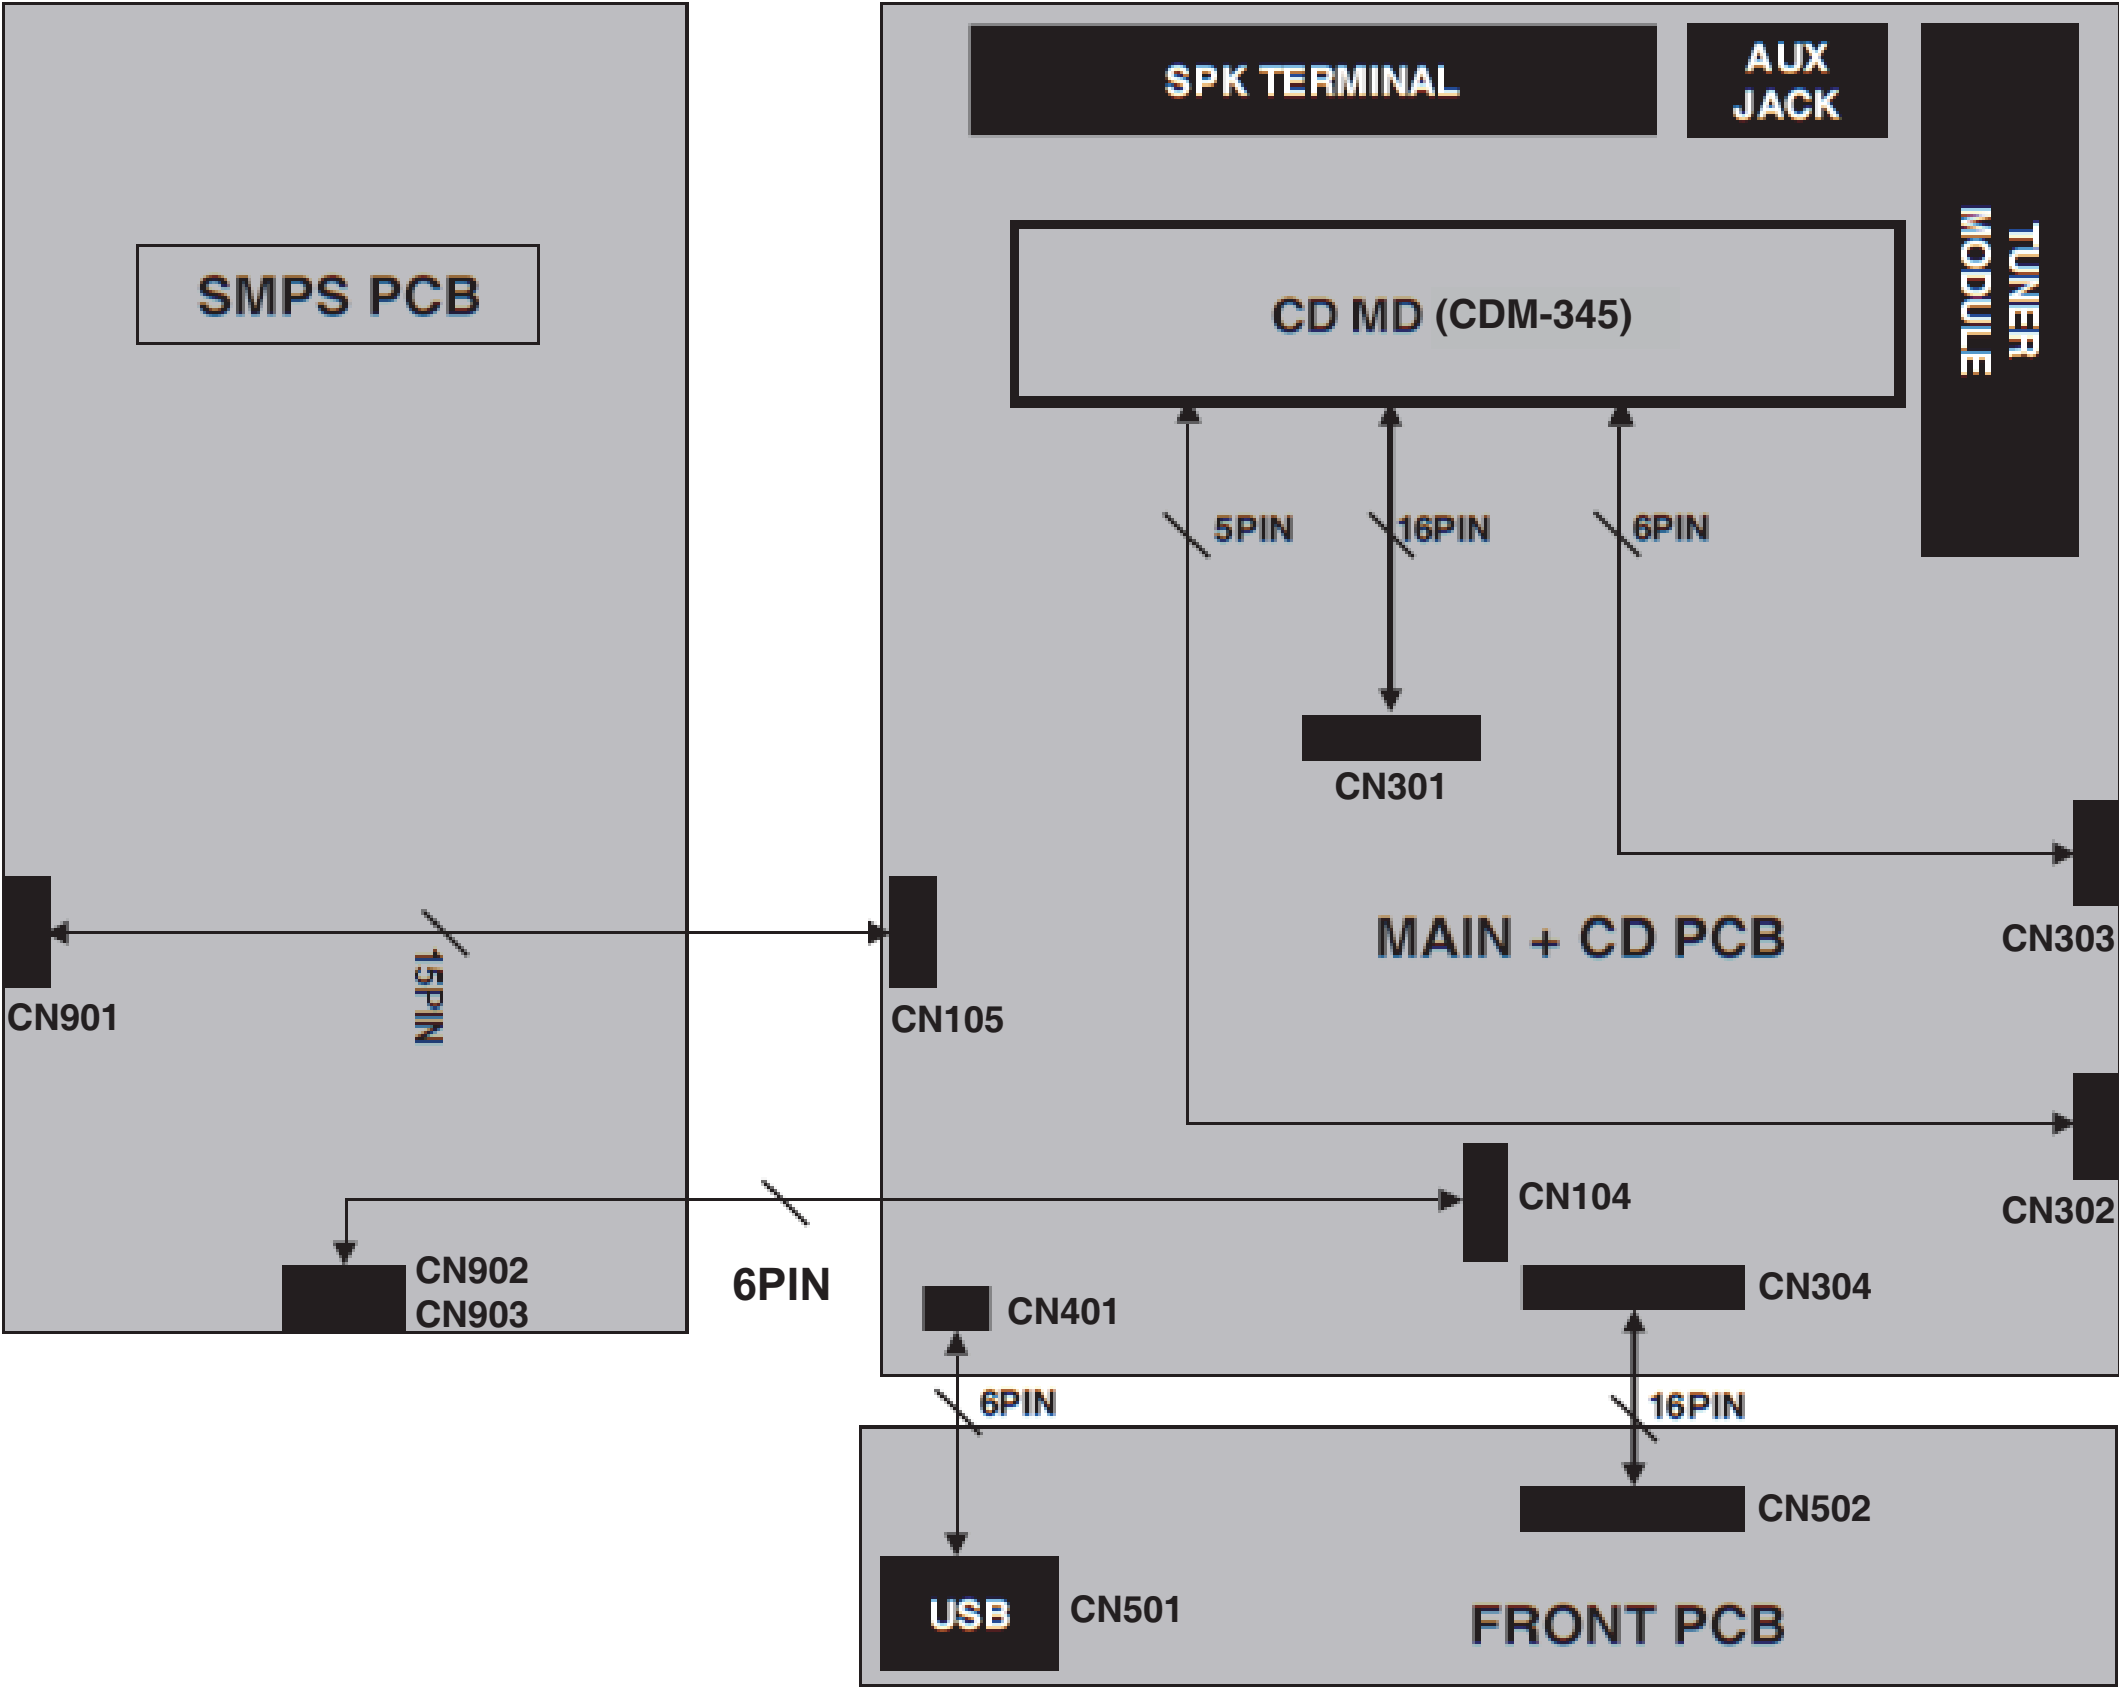 SPK TERMINAL
AUX
JACK
TUNER
MODULE
SMPS PCB
CD MD (CDM-345)
5PIN
16PIN
6PIN
CN301
CN303
MAIN + CD PCB
CN901
15PIN
CN105
CN302
CN104
CN902
CN903
6PIN
CN401
CN304
6PIN
16PIN
CN502
USB
CN501
FRONT PCB